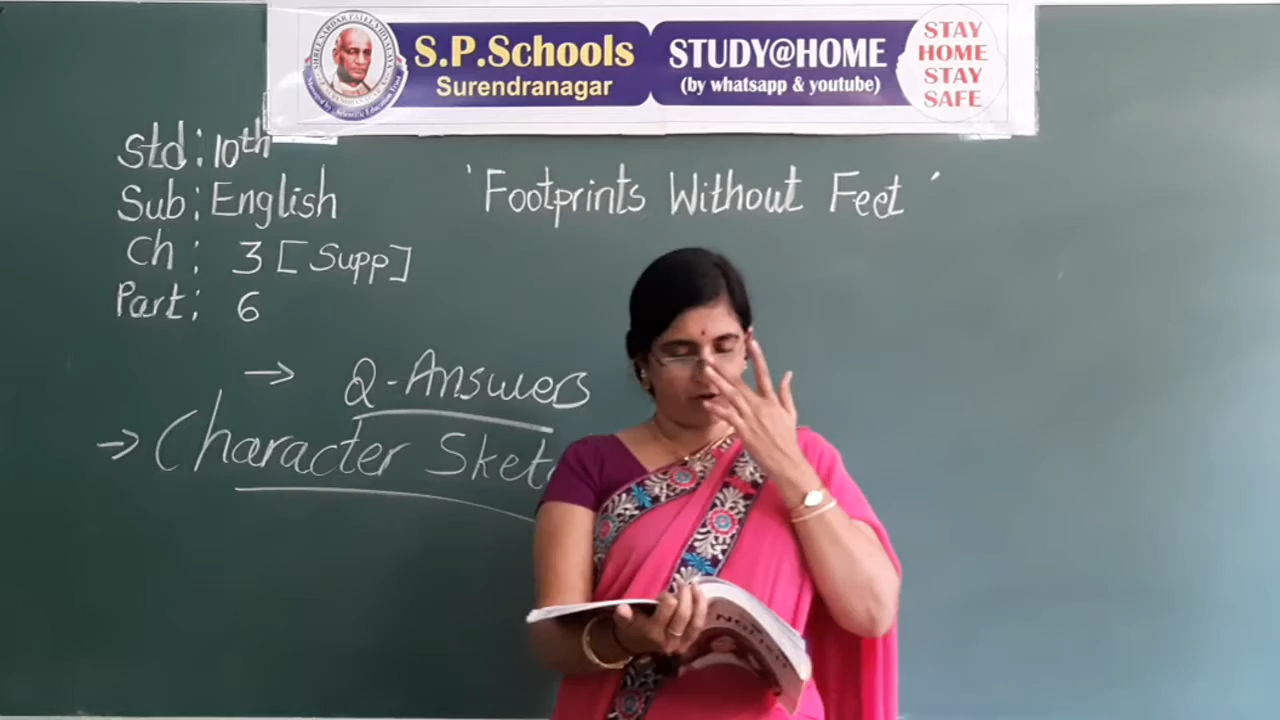 S.P.Schools
Surendranagar
STUDY@HOME
(by whatsapp & youtube)
STAY
HOME
STAY
SAFE
Std: 10th
Sub: English
Ch: 3 [Supp]
Part: 6
'Footprints Without Feet'
→ Q-Answers
→ Character Sket